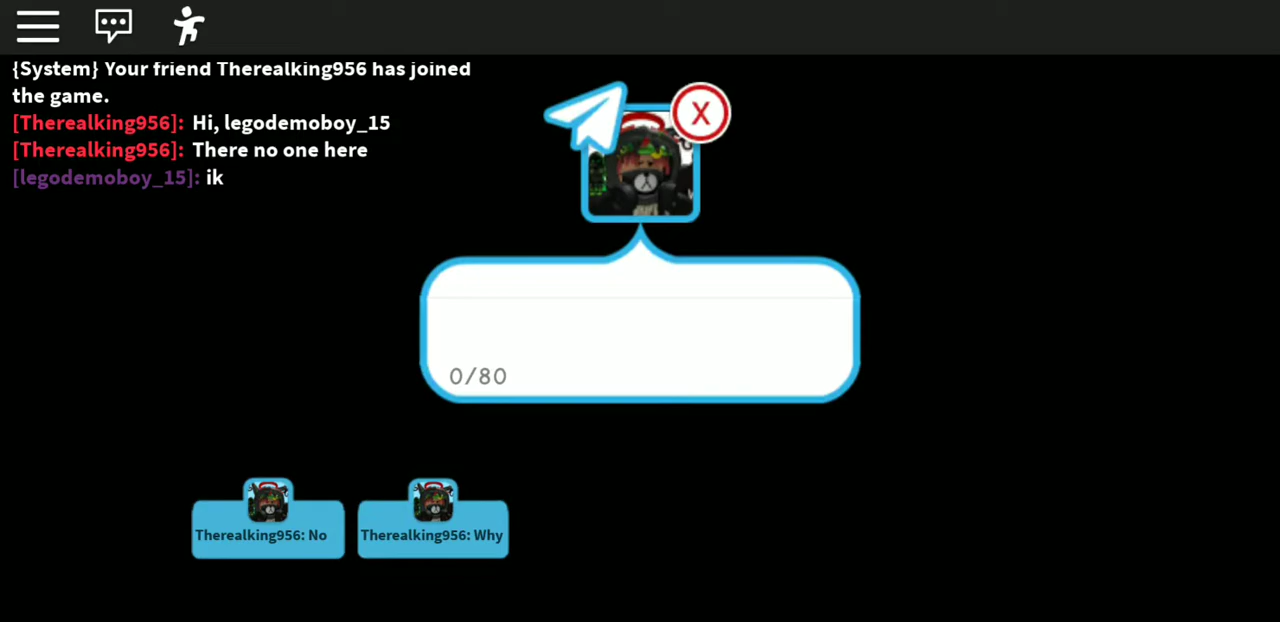 {System} Your friend Therealking956 has joined
the game.
[Therealking956]: Hi, legodemoboy_15
[Therealking956]: There no one here
[legodemoboy_15]: ik
X
0/80
Therealking956: No
Therealking956: Why